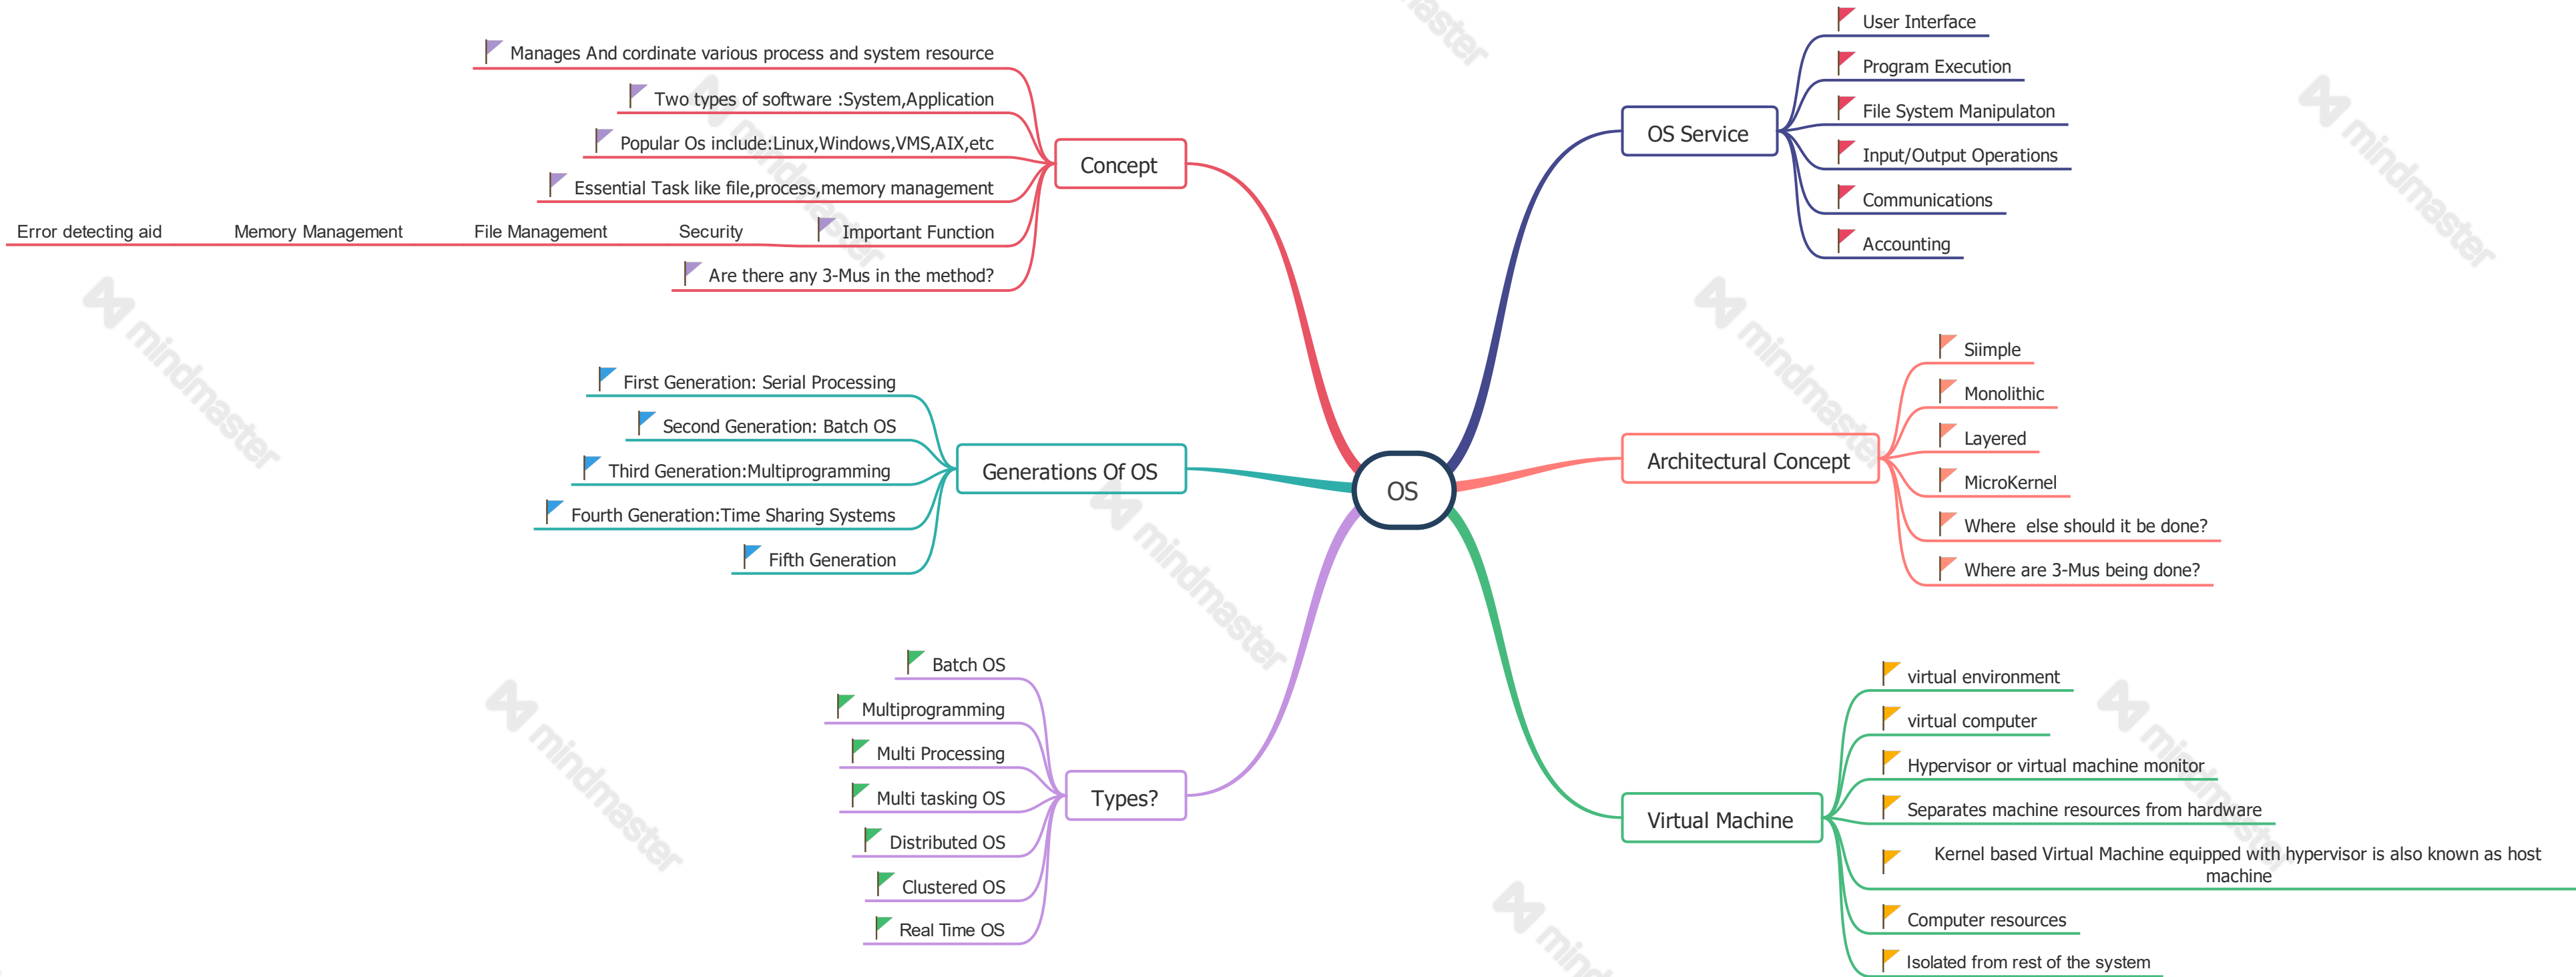 OS
Concept
Manages And cordinate various process and system resource
Two types of software :System,Application
Popular Os include:Linux,Windows,VMS,AIX,etc
Essential Task like file,process,memory management
Important Function
Security
File Management
Memory Management
Error detecting aid
Are there any 3-Mus in the method?
Generations Of OS
First Generation: Serial Processing
Second Generation: Batch OS
Third Generation:Multiprogramming
Fourth Generation:Time Sharing Systems
Fifth Generation
Types?
Batch OS
Multiprogramming
Multi Processing
Multi tasking OS
Distributed OS
Clustered OS
Real Time OS
OS Service
User Interface
Program Execution
File System Manipulaton
Input/Output Operations
Communications
Accounting
Architectural Concept
Siimple
Monolithic
Layered
MicroKernel
Where  else should it be done?
Where are 3-Mus being done?
Virtual Machine
virtual environment
virtual computer
Hypervisor or virtual machine monitor
Separates machine resources from hardware
Kernel based Virtual Machine equipped with hypervisor is also known as host
machine
Computer resources
Isolated from rest of the system
mindmaster
mindmaster
mindmaster
mindmaster
mindmaster
mindmaster
mindmaster